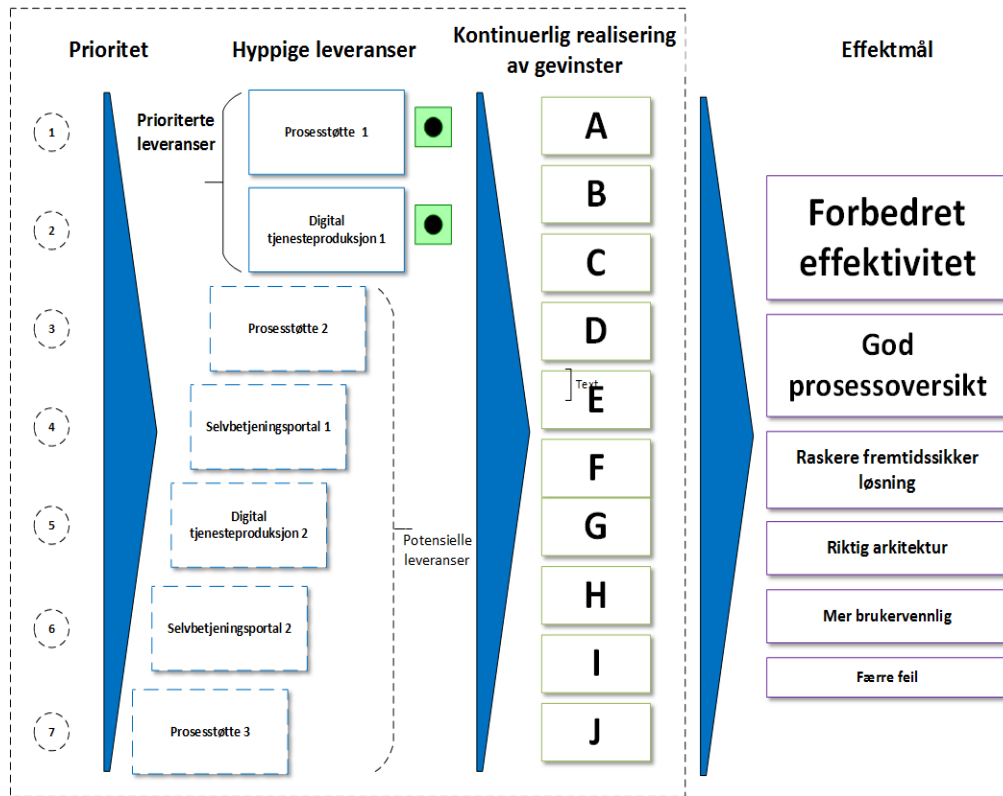 Prioritet
Hyppige leveranser
Kontinuerlig realisering
av gevinster
Effektmål
Prioriterte
leveranser
1
Prosesstøtte 1
2
Digital
tjenesteproduksjon 1
3
Prosesstøtte 2
4
Selvbetjeningsportal 1
5
Digital
tjenesteproduksjon 2
6
Selvbetjeningsportal 2
7
Prosesstøtte 3
Potensielle
leveranser
A
B
C
D
Text
E
F
G
H
I
J
Forbedret
effektivitet
God
prosessoversikt
Raskere fremtidssikker
løsning
Riktig arkitektur
Mer brukervennlig
Færre feil